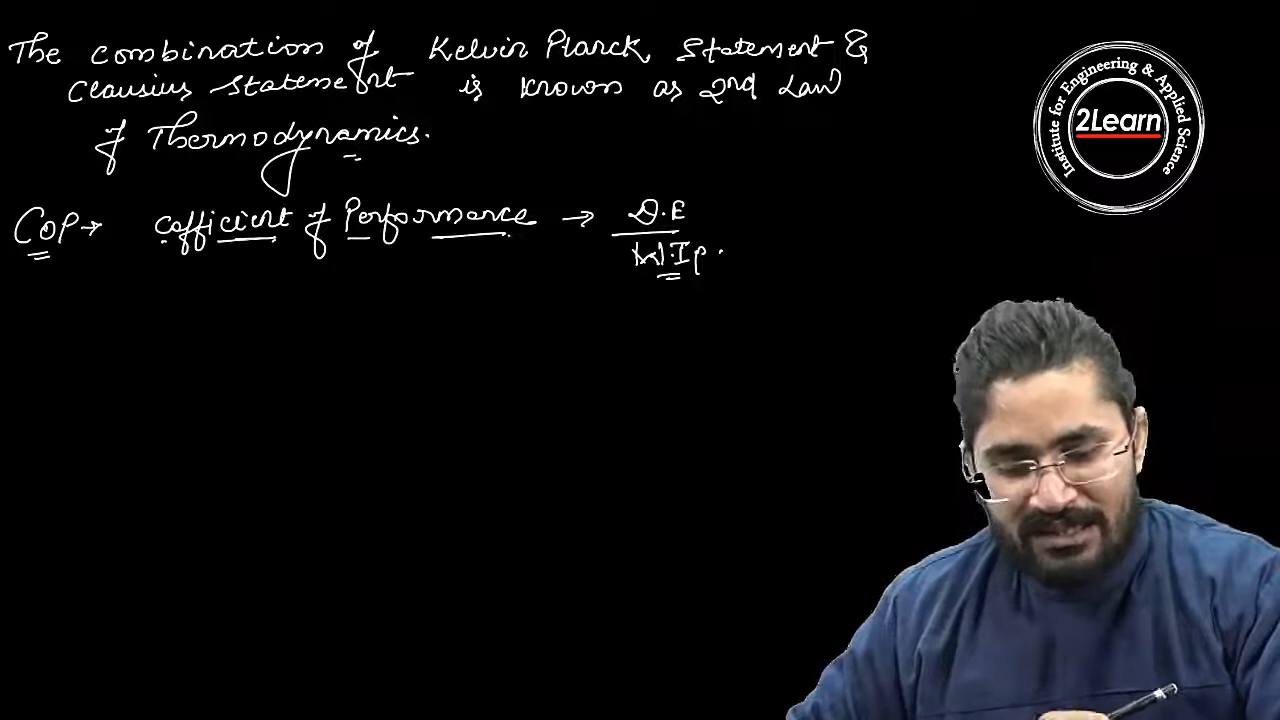 The combination of Kelvin Planck Statement &
Clausius Statement is known as 2nd Law
of Thermodynamics.
COP → cofficient of Performance → D.E
W.Ip.
Institute for Engineering & Applied Science
2Learn